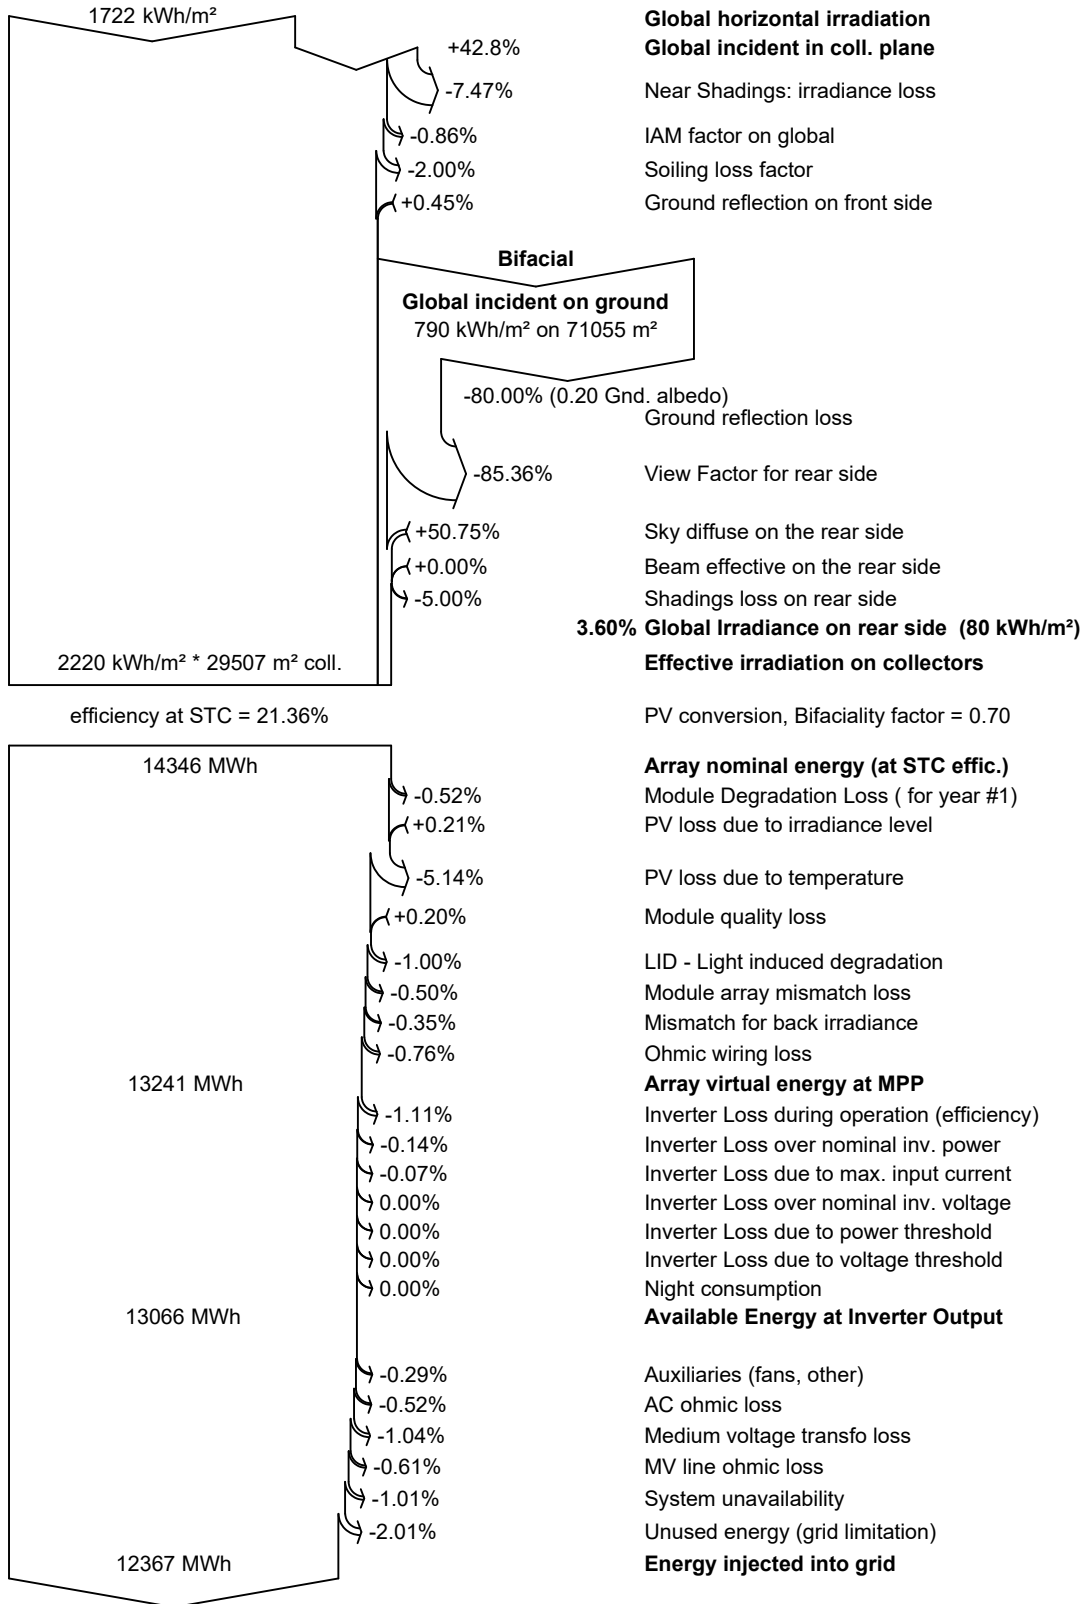 1722 kWh/m² Global horizontal irradiation
+42.8% Global incident in coll. plane
-7.47% Near Shadings: irradiance loss
-0.86% IAM factor on global
-2.00% Soiling loss factor
+0.45% Ground reflection on front side
Bifacial
Global incident on ground
790 kWh/m² on 71055 m²
-80.00% (0.20 Gnd. albedo)
Ground reflection loss
-85.36% View Factor for rear side
+50.75% Sky diffuse on the rear side
+0.00% Beam effective on the rear side
-5.00% Shadings loss on rear side
3.60% Global Irradiance on rear side (80 kWh/m²)
2220 kWh/m² * 29507 m² coll. Effective irradiation on collectors
efficiency at STC = 21.36% PV conversion, Bifaciality factor = 0.70
14346 MWh Array nominal energy (at STC effic.)
-0.52% Module Degradation Loss ( for year #1)
+0.21% PV loss due to irradiance level
-5.14% PV loss due to temperature
+0.20% Module quality loss
-1.00% LID - Light induced degradation
-0.50% Module array mismatch loss
-0.35% Mismatch for back irradiance
-0.76% Ohmic wiring loss
13241 MWh Array virtual energy at MPP
-1.11% Inverter Loss during operation (efficiency)
-0.14% Inverter Loss over nominal inv. power
-0.07% Inverter Loss due to max. input current
0.00% Inverter Loss over nominal inv. voltage
0.00% Inverter Loss due to power threshold
0.00% Inverter Loss due to voltage threshold
0.00% Night consumption
13066 MWh Available Energy at Inverter Output
-0.29% Auxiliaries (fans, other)
-0.52% AC ohmic loss
-1.04% Medium voltage transfo loss
-0.61% MV line ohmic loss
-1.01% System unavailability
-2.01% Unused energy (grid limitation)
12367 MWh Energy injected into grid